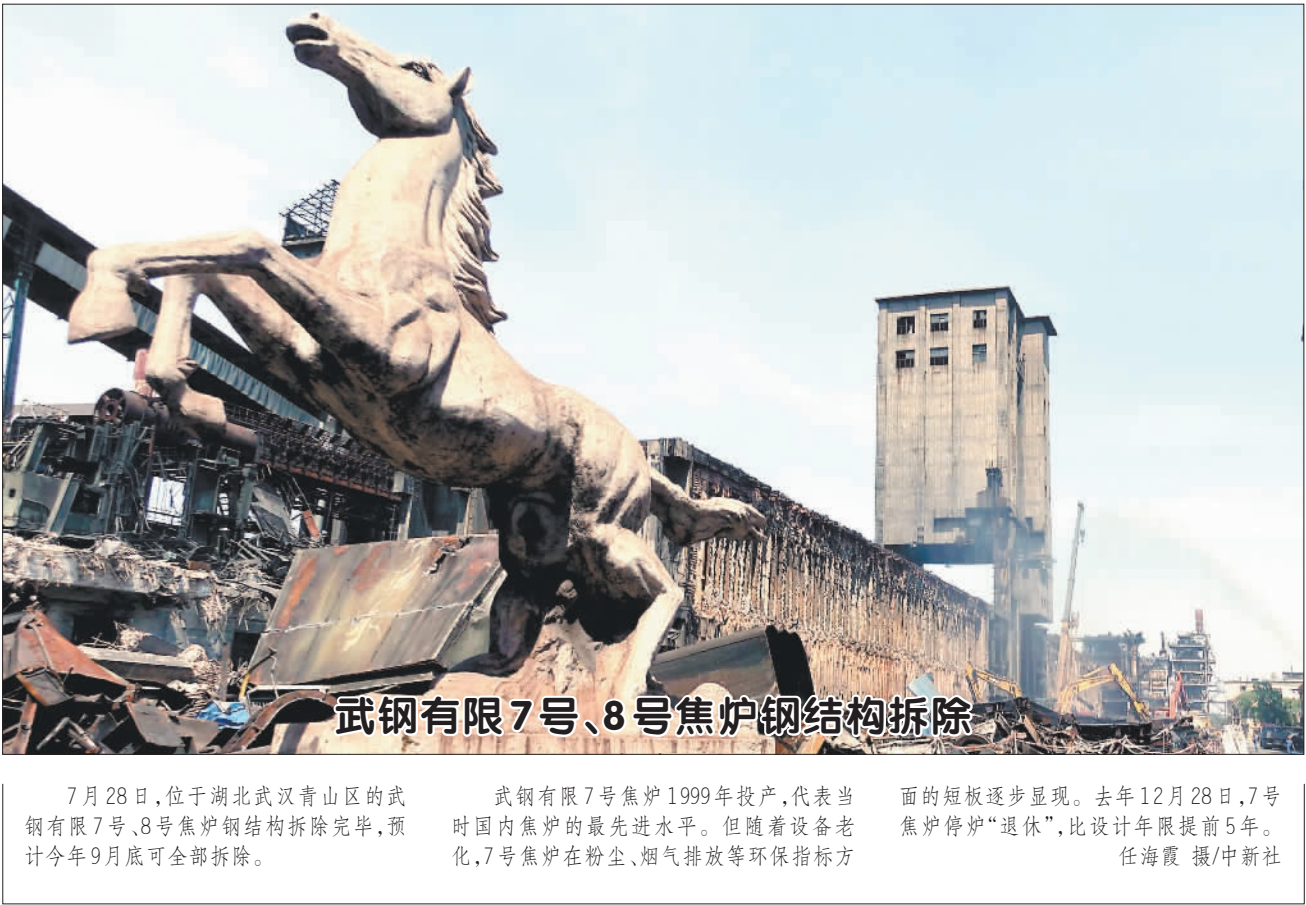 武钢有限7号、8号焦炉钢结构拆除
7月28日,位于湖北武汉青山区的武
钢有限7号、8号焦炉钢结构拆除完毕,预
计今年9月底可全部拆除。
武钢有限7号焦炉1999年投产,代表当
时国内焦炉的最先进水平。但随着设备老
化,7号焦炉在粉尘、烟气排放等环保指标方
面的短板逐步显现。去年12月28日,7号
焦炉停炉“退休”,比设计年限提前5年。
任海霞 摄/中新社